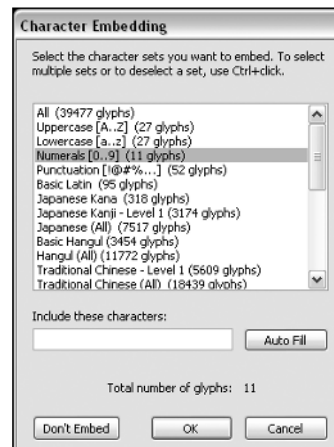 Character Embedding
Select the character sets you want to embed. To select
multiple sets or to deselect a set, use Ctrl+click.
All (39477 glyphs)
Uppercase [A..Z] (27 glyphs)
Lowercase [a..z] (27 glyphs)
Numerals [0..9] (11 glyphs)
Punctuation [!@#%...] (52 glyphs)
Basic Latin (95 glyphs)
Japanese Kana (318 glyphs)
Japanese Kanji - Level 1 (3174 glyphs)
Japanese (All) (7517 glyphs)
Basic Hangul (3454 glyphs)
Hangul (All) (11772 glyphs)
Traditional Chinese - Level 1 (5609 glyphs)
Traditional Chinese (All) (18439 glyphs)
Include these characters:
Auto Fill
Total number of glyphs: 11
Don't Embed OK Cancel